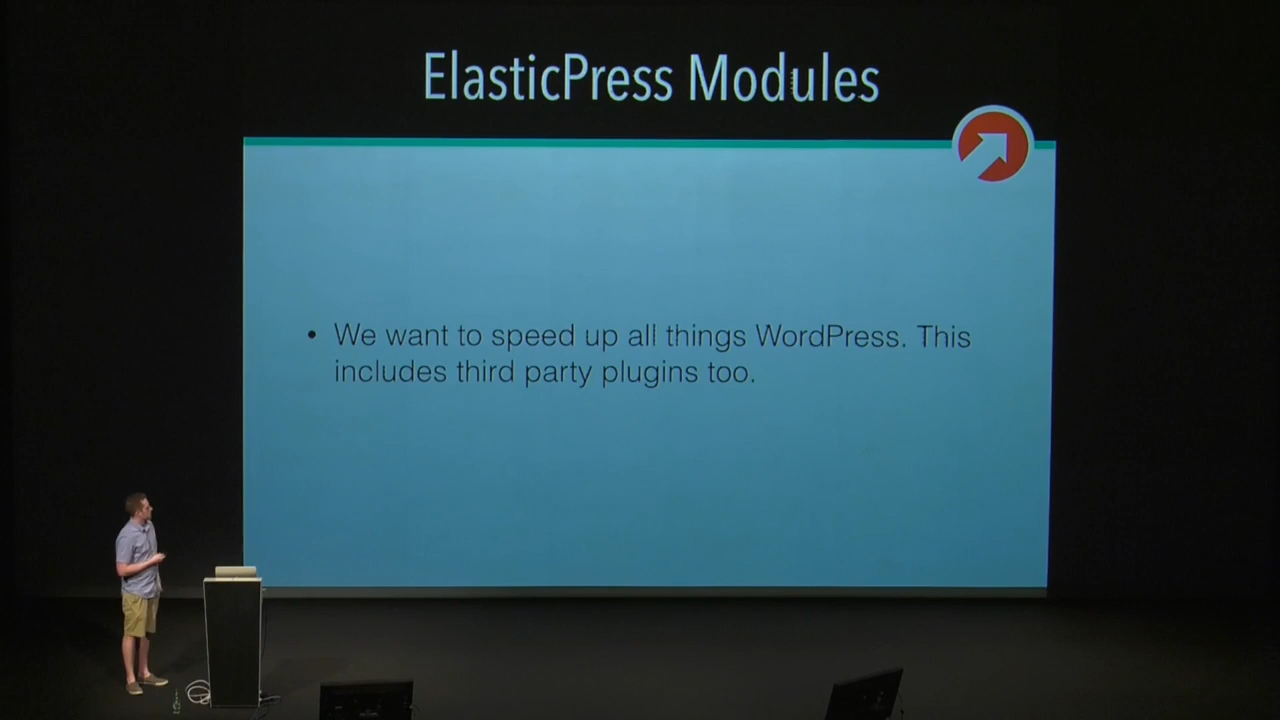 ElasticPress Modules
• We want to speed up all things WordPress. This
includes third party plugins too.